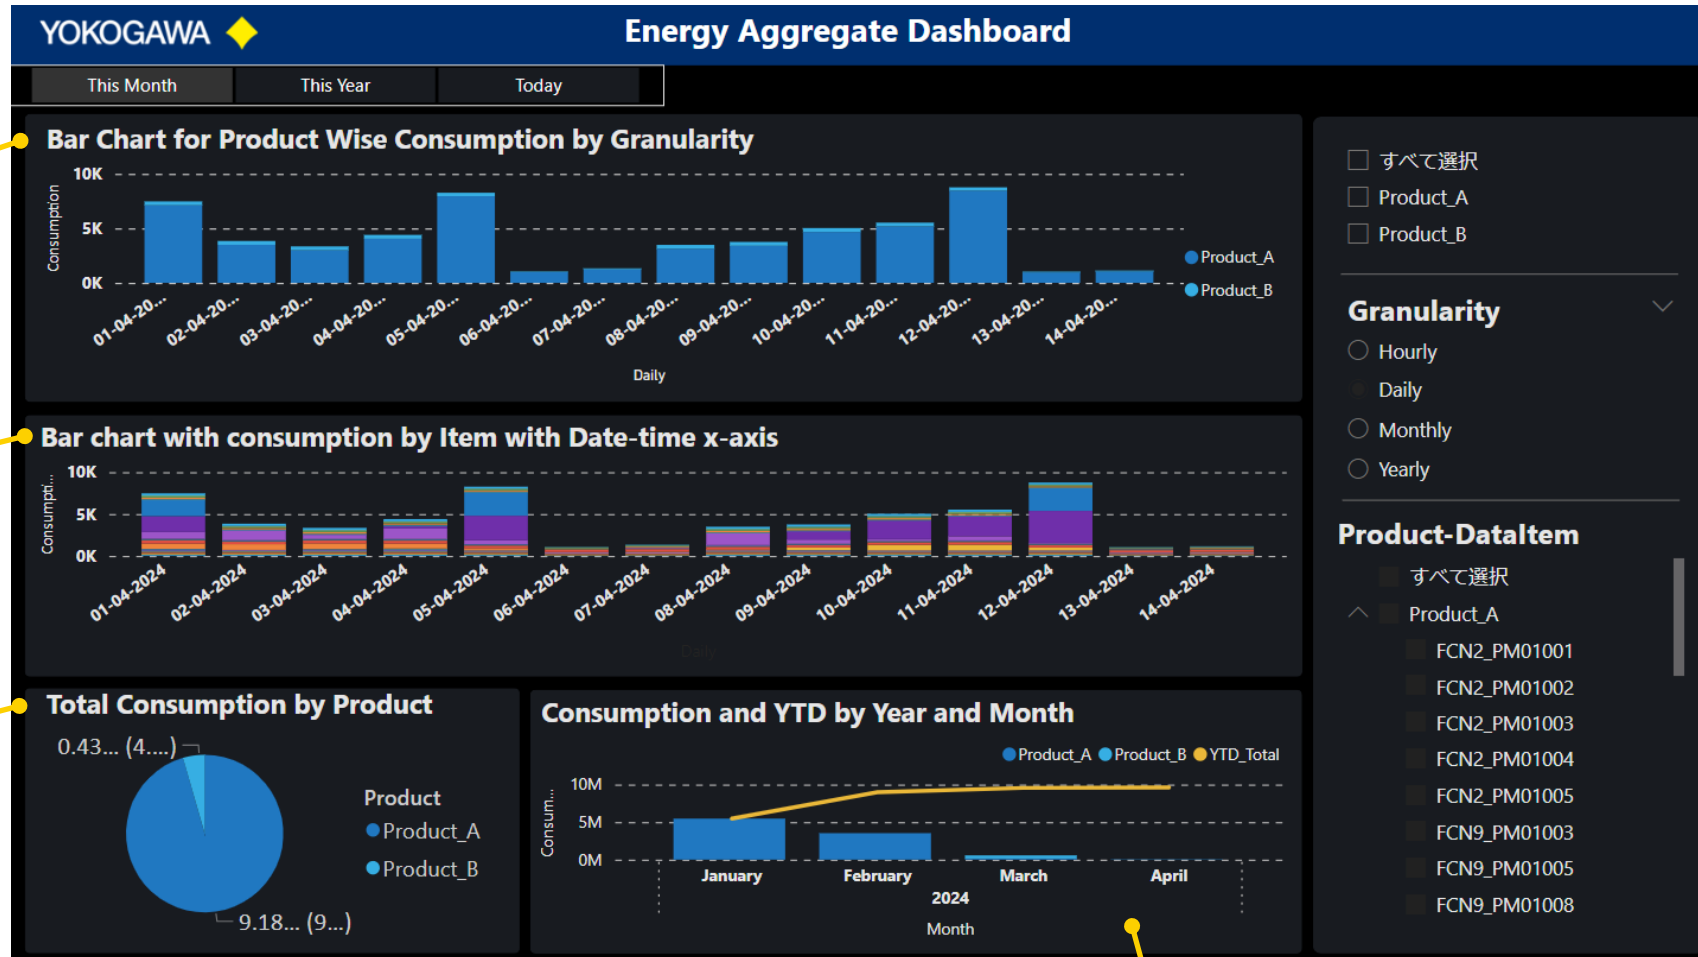 YOKOGAWA
Energy Aggregate Dashboard
This Month
This Year
Today
Bar Chart for Product Wise Consumption by Granularity
Consumption
10K
5K
0K
01-04-20...
02-04-20...
03-04-20...
04-04-20...
05-04-20...
06-04-20...
07-04-20...
08-04-20...
09-04-20...
10-04-20...
11-04-20...
12-04-20...
13-04-20...
14-04-20...
Daily
Product_A
Product_B
Bar chart with consumption by Item with Date-time x-axis
Consumpti...
10K
5K
0K
01-04-2024
02-04-2024
03-04-2024
04-04-2024
05-04-2024
06-04-2024
07-04-2024
08-04-2024
09-04-2024
10-04-2024
11-04-2024
12-04-2024
13-04-2024
14-04-2024
Daily
Total Consumption by Product
0.43... (4....)
9.18... (9...)
Product
Product_A
Product_B
Consumption and YTD by Year and Month
Product_A
Product_B
YTD_Total
Consum...
10M
5M
0M
January
February
March
April
2024
Month
すべて選択
Product_A
Product_B
Granularity
Hourly
Daily
Monthly
Yearly
Product-DataItem
すべて選択
Product_A
FCN2_PM01001
FCN2_PM01002
FCN2_PM01003
FCN2_PM01004
FCN2_PM01005
FCN9_PM01003
FCN9_PM01005
FCN9_PM01008